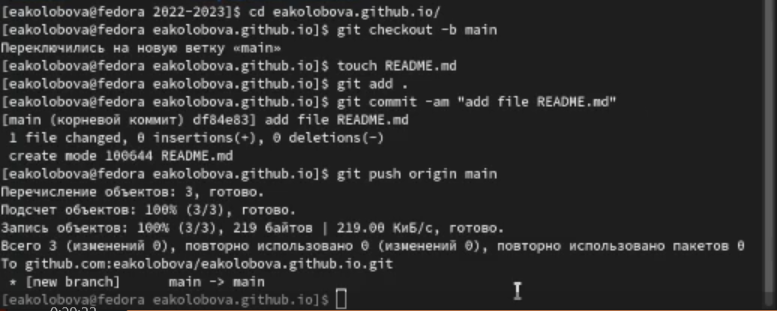 [eakolobova@fedora 2022-2023]$ cd eakolobova.github.io/
[eakolobova@fedora eakolobova.github.io]$ git checkout -b main
Переключились на новую ветку «main»
[eakolobova@fedora eakolobova.github.io]$ touch README.md
[eakolobova@fedora eakolobova.github.io]$ git add .
[eakolobova@fedora eakolobova.github.io]$ git commit -am "add file README.md"
[main (корневой коммит) df84e83] add file README.md
 1 file changed, 0 insertions(+), 0 deletions(-)
 create mode 100644 README.md
[eakolobova@fedora eakolobova.github.io]$ git push origin main
Перечисление объектов: 3, готово.
Подсчет объектов: 100% (3/3), готово.
Запись объектов: 100% (3/3), 219 байтов | 219.00 КиБ/с, готово.
Всего 3 (изменений 0), повторно использовано 0 (изменений 0), повторно использовано пакетов 0
To github.com:eakolobova/eakolobova.github.io.git
 * [new branch]      main -> main
[eakolobova@fedora eakolobova.github.io]$